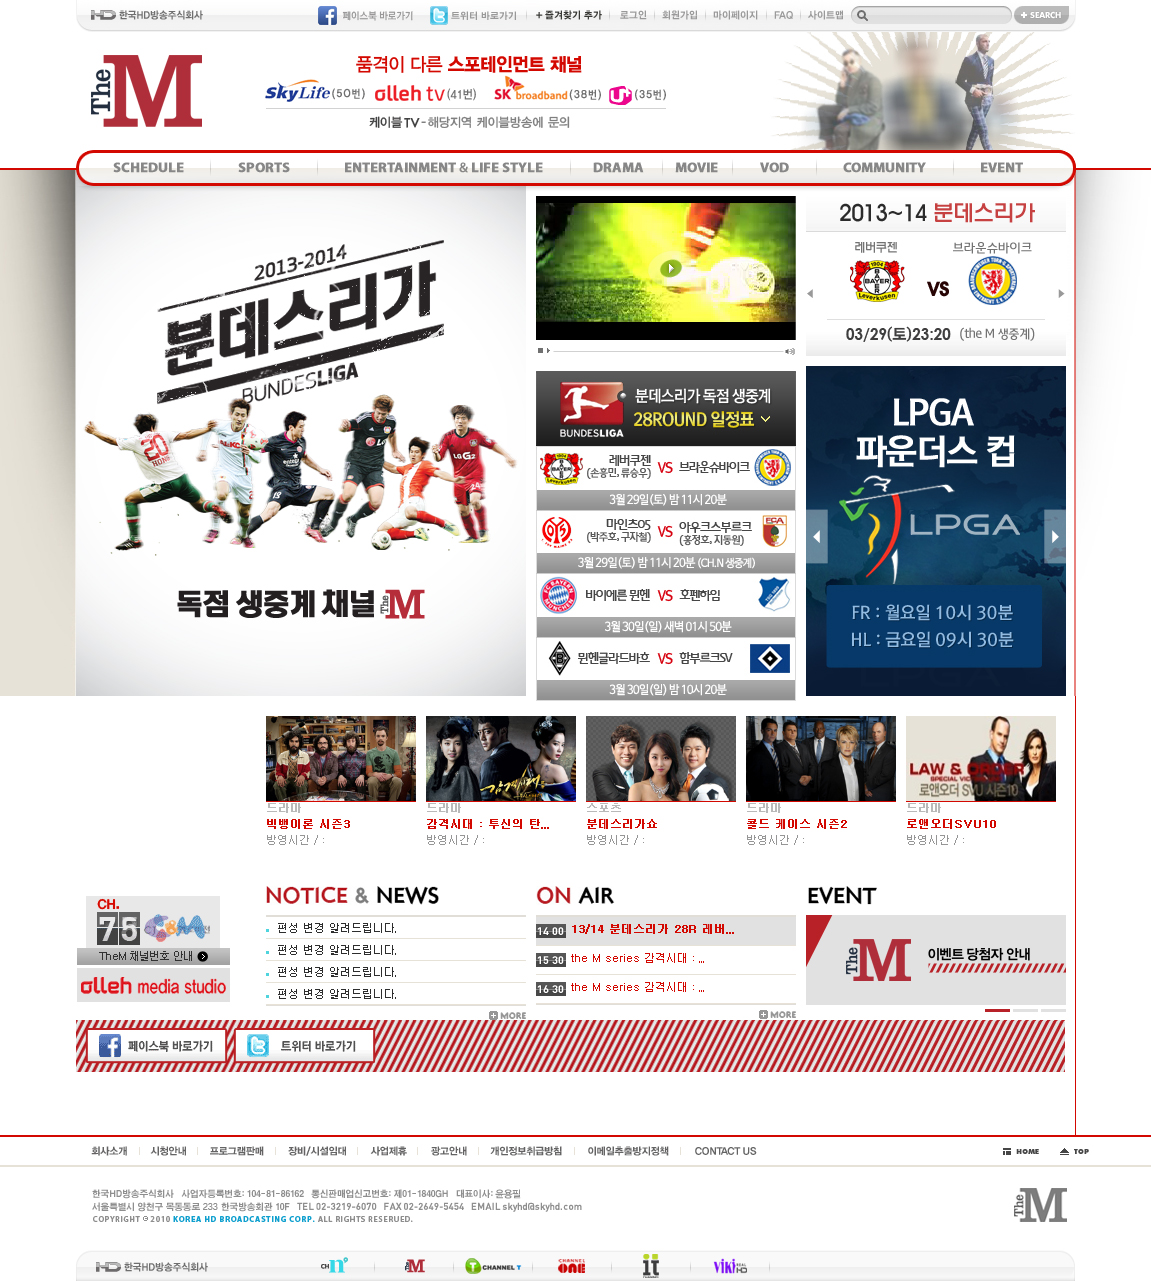 HD 한국HD방송주식회사 페이스북 바로가기 트위터 바로가기 + 즐겨찾기 추가 로그인 회원가입 마이페이지 FAQ 사이트맵 SEARCH
The M
품격이 다른 스포테인먼트 채널
SkyLife(50번) olleh tv(41번) SK broadband(38번) (35번)
케이블TV - 해당지역 케이블방송에 문의
SCHEDULE SPORTS ENTERTAINMENT & LIFE STYLE DRAMA MOVIE VOD COMMUNITY EVENT
2013-2014
분데스리가
BUNDESLIGA
독점 생중계 채널 The M
분데스리가 독점 생중계
28ROUND 일정표
BUNDESLIGA
레버쿠젠 (손흥민, 류승우) VS 브라운슈바이크
3월 29일(토) 밤 11시 20분
마인츠05 (박주호, 구자철) VS 아우크스부르크 (홍정호, 지동원)
3월 29일(토) 밤 11시 20분 (CH.N 생중계)
바이에른 뮌헨 VS 호펜하임
3월 30일(일) 새벽 01시 50분
묀헨글라드바흐 VS 함부르크SV
3월 30일(일) 밤 10시 20분
2013~14 분데스리가
레버쿠젠 브라운슈바이크
VS
03/29(토)23:20 (the M 생중계)
LPGA
파운더스 컵
LPGA
FR : 월요일 10시 30분
HL : 금요일 09시 30분
감격시대
LAW & ORDER
SPECIAL VIC
로앤오더 SVU 시즌10
드라마 드라마 스포츠 드라마 드라마
빅뱅이론 시즌3 감격시대 : 투신의 탄... 분데스리가쇼 콜드 케이스 시즌2 로앤오더SVU10
방영시간 / : 방영시간 / : 방영시간 / : 방영시간 / : 방영시간 / :
CH.
75 C&M
TheM 채널번호 안내
olleh media studio
NOTICE & NEWS
편성 변경 알려드립니다.
편성 변경 알려드립니다.
편성 변경 알려드립니다.
편성 변경 알려드립니다.
MORE
ON AIR
14 00 13/14 분데스리가 28R 레버...
15 30 the M series 감격시대 : ...
16 30 the M series 감격시대 : ...
MORE
EVENT
The M 이벤트 당첨자 안내
페이스북 바로가기 트위터 바로가기
회사소개 시청안내 프로그램판매 장비/시설임대 사업제휴 광고안내 개인정보취급방침 이메일추출방지정책 CONTACT US HOME TOP
한국HD방송주식회사 사업자등록번호: 104-81-86162 통신판매업신고번호: 제01-1840GH 대표이사: 윤용필
서울특별시 양천구 목동동로 233 한국방송회관 10F TEL 02-3219-6070 FAX 02-2649-5454 EMAIL skyhd@skyhd.com
COPYRIGHT © 2010 KOREA HD BROADCASTING CORP. ALL RIGHTS RESERUED.
The M
HD 한국HD방송주식회사 CH n The M CHANNEL T CHANNEL ONE it viki REAL HD